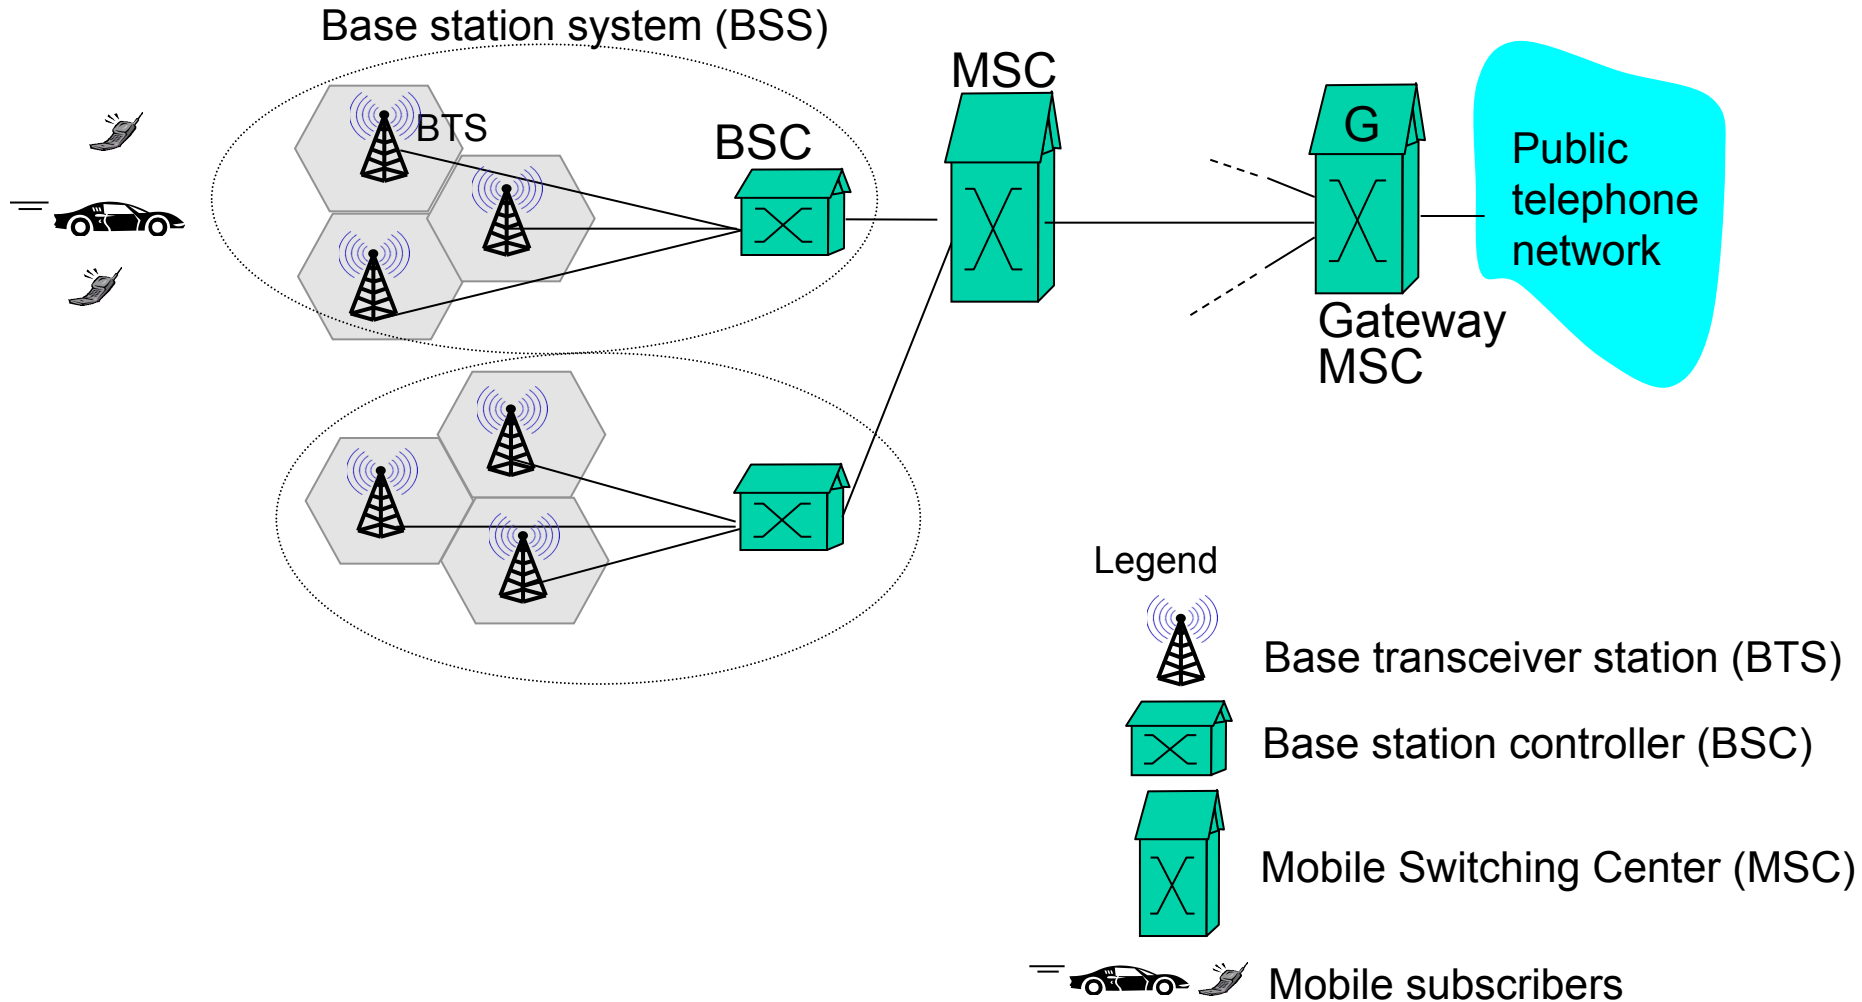 Base station system (BSS)
MSC
BTS
BSC
G
Public
telephone
network
Gateway
MSC
Legend
Base transceiver station (BTS)
Base station controller (BSC)
Mobile Switching Center (MSC)
Mobile subscribers